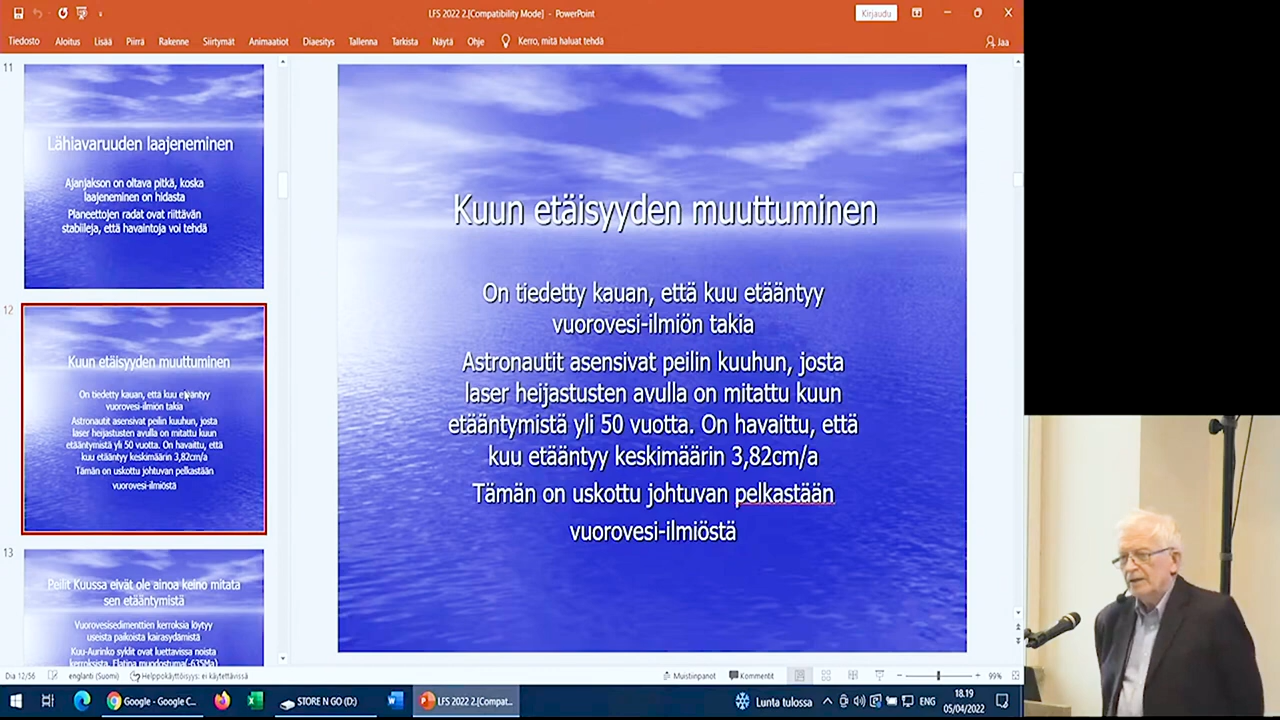 LFS 2022 2.[Compatibility Mode] - PowerPoint
Kirjaudu
Tiedosto Aloitus Lisää Piirrä Rakenne Siirtymät Animaatiot Diaesitys Tallenna Tarkista Näytä Ohje Kerro, mitä haluat tehdä Jaa
11
Lähiavaruuden laajeneminen
Ajanjakson on oltava pitkä, koska
laajeneminen on hidasta
Planeettojen radat ovat riittävän
stabiileja, että havaintoja voi tehdä
12
Kuun etäisyyden muuttuminen
On tiedetty kauan, että kuu etääntyy
vuorovesi-ilmiön takia
Astronautit asensivat peilin kuuhun, josta
laser heijastusten avulla on mitattu kuun
etääntymistä yli 50 vuotta. On havaittu, että
kuu etääntyy keskimäärin 3,82cm/a
Tämän on uskottu johtuvan pelkastään
vuorovesi-ilmiöstä
13
Peilit Kuussa eivät ole ainoa keino mitata
sen etääntymistä
Vuorovesisedimenttien kerroksia löytyy
useista paikoista kairasydämistä
Kuu-Aurinko syklit ovat luettavissa noista
kerroksista. Elatina muodostuma(-635Ma)
Kuun etäisyyden muuttuminen
On tiedetty kauan, että kuu etääntyy
vuorovesi-ilmiön takia
Astronautit asensivat peilin kuuhun, josta
laser heijastusten avulla on mitattu kuun
etääntymistä yli 50 vuotta. On havaittu, että
kuu etääntyy keskimäärin 3,82cm/a
Tämän on uskottu johtuvan pelkastään
vuorovesi-ilmiöstä
Dia 12/56 englanti (Suomi) Helppokäyttöisyys: ei käytettävissä Muistiinpanot Kommentit 99%
Google - Google C... STORE N GO (D:) LFS 2022 2.[Compat... Lunta tulossa ENG 18.19
05/04/2022